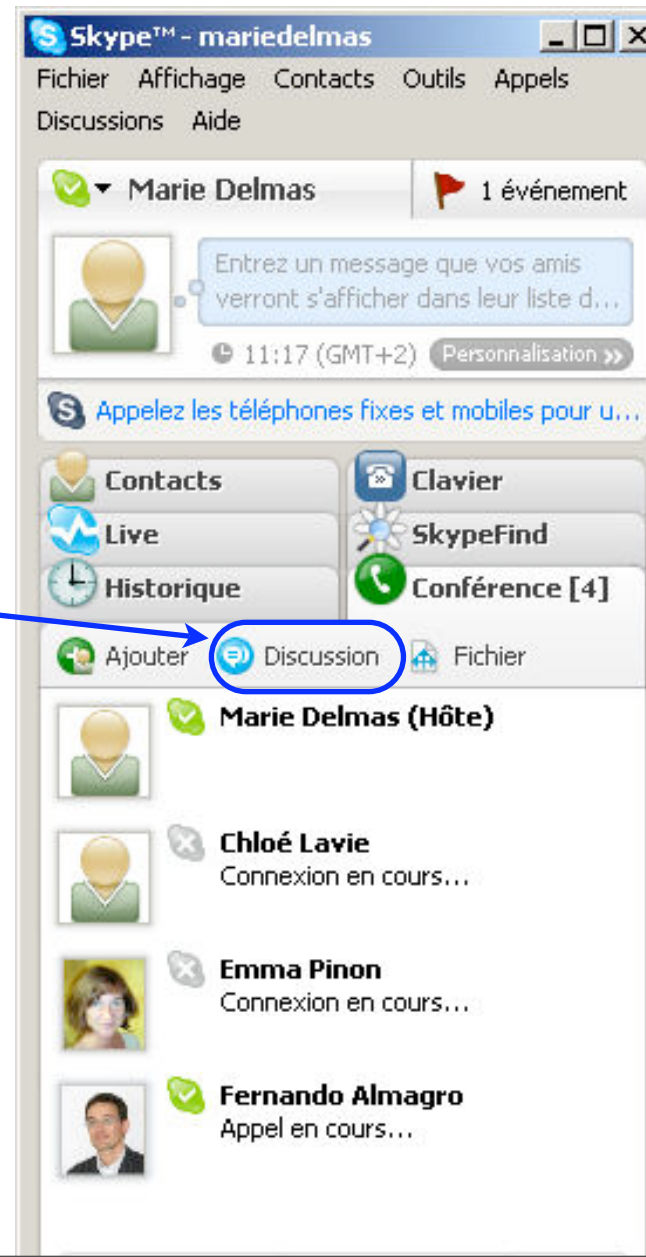 Skype™ - mariedelmas
Fichier Affichage Contacts Outils Appels
Discussions Aide
Marie Delmas
1 événement
Entrez un message que vos amis
verront s'afficher dans leur liste d...
11:17 (GMT+2) Personnalisation »
Appelez les téléphones fixes et mobiles pour u...
Contacts
Clavier
Live
SkypeFind
Historique
Conférence [4]
Ajouter Discussion Fichier
Marie Delmas (Hôte)
Chloé Lavie
Connexion en cours...
Emma Pinon
Connexion en cours...
Fernando Almagro
Appel en cours...